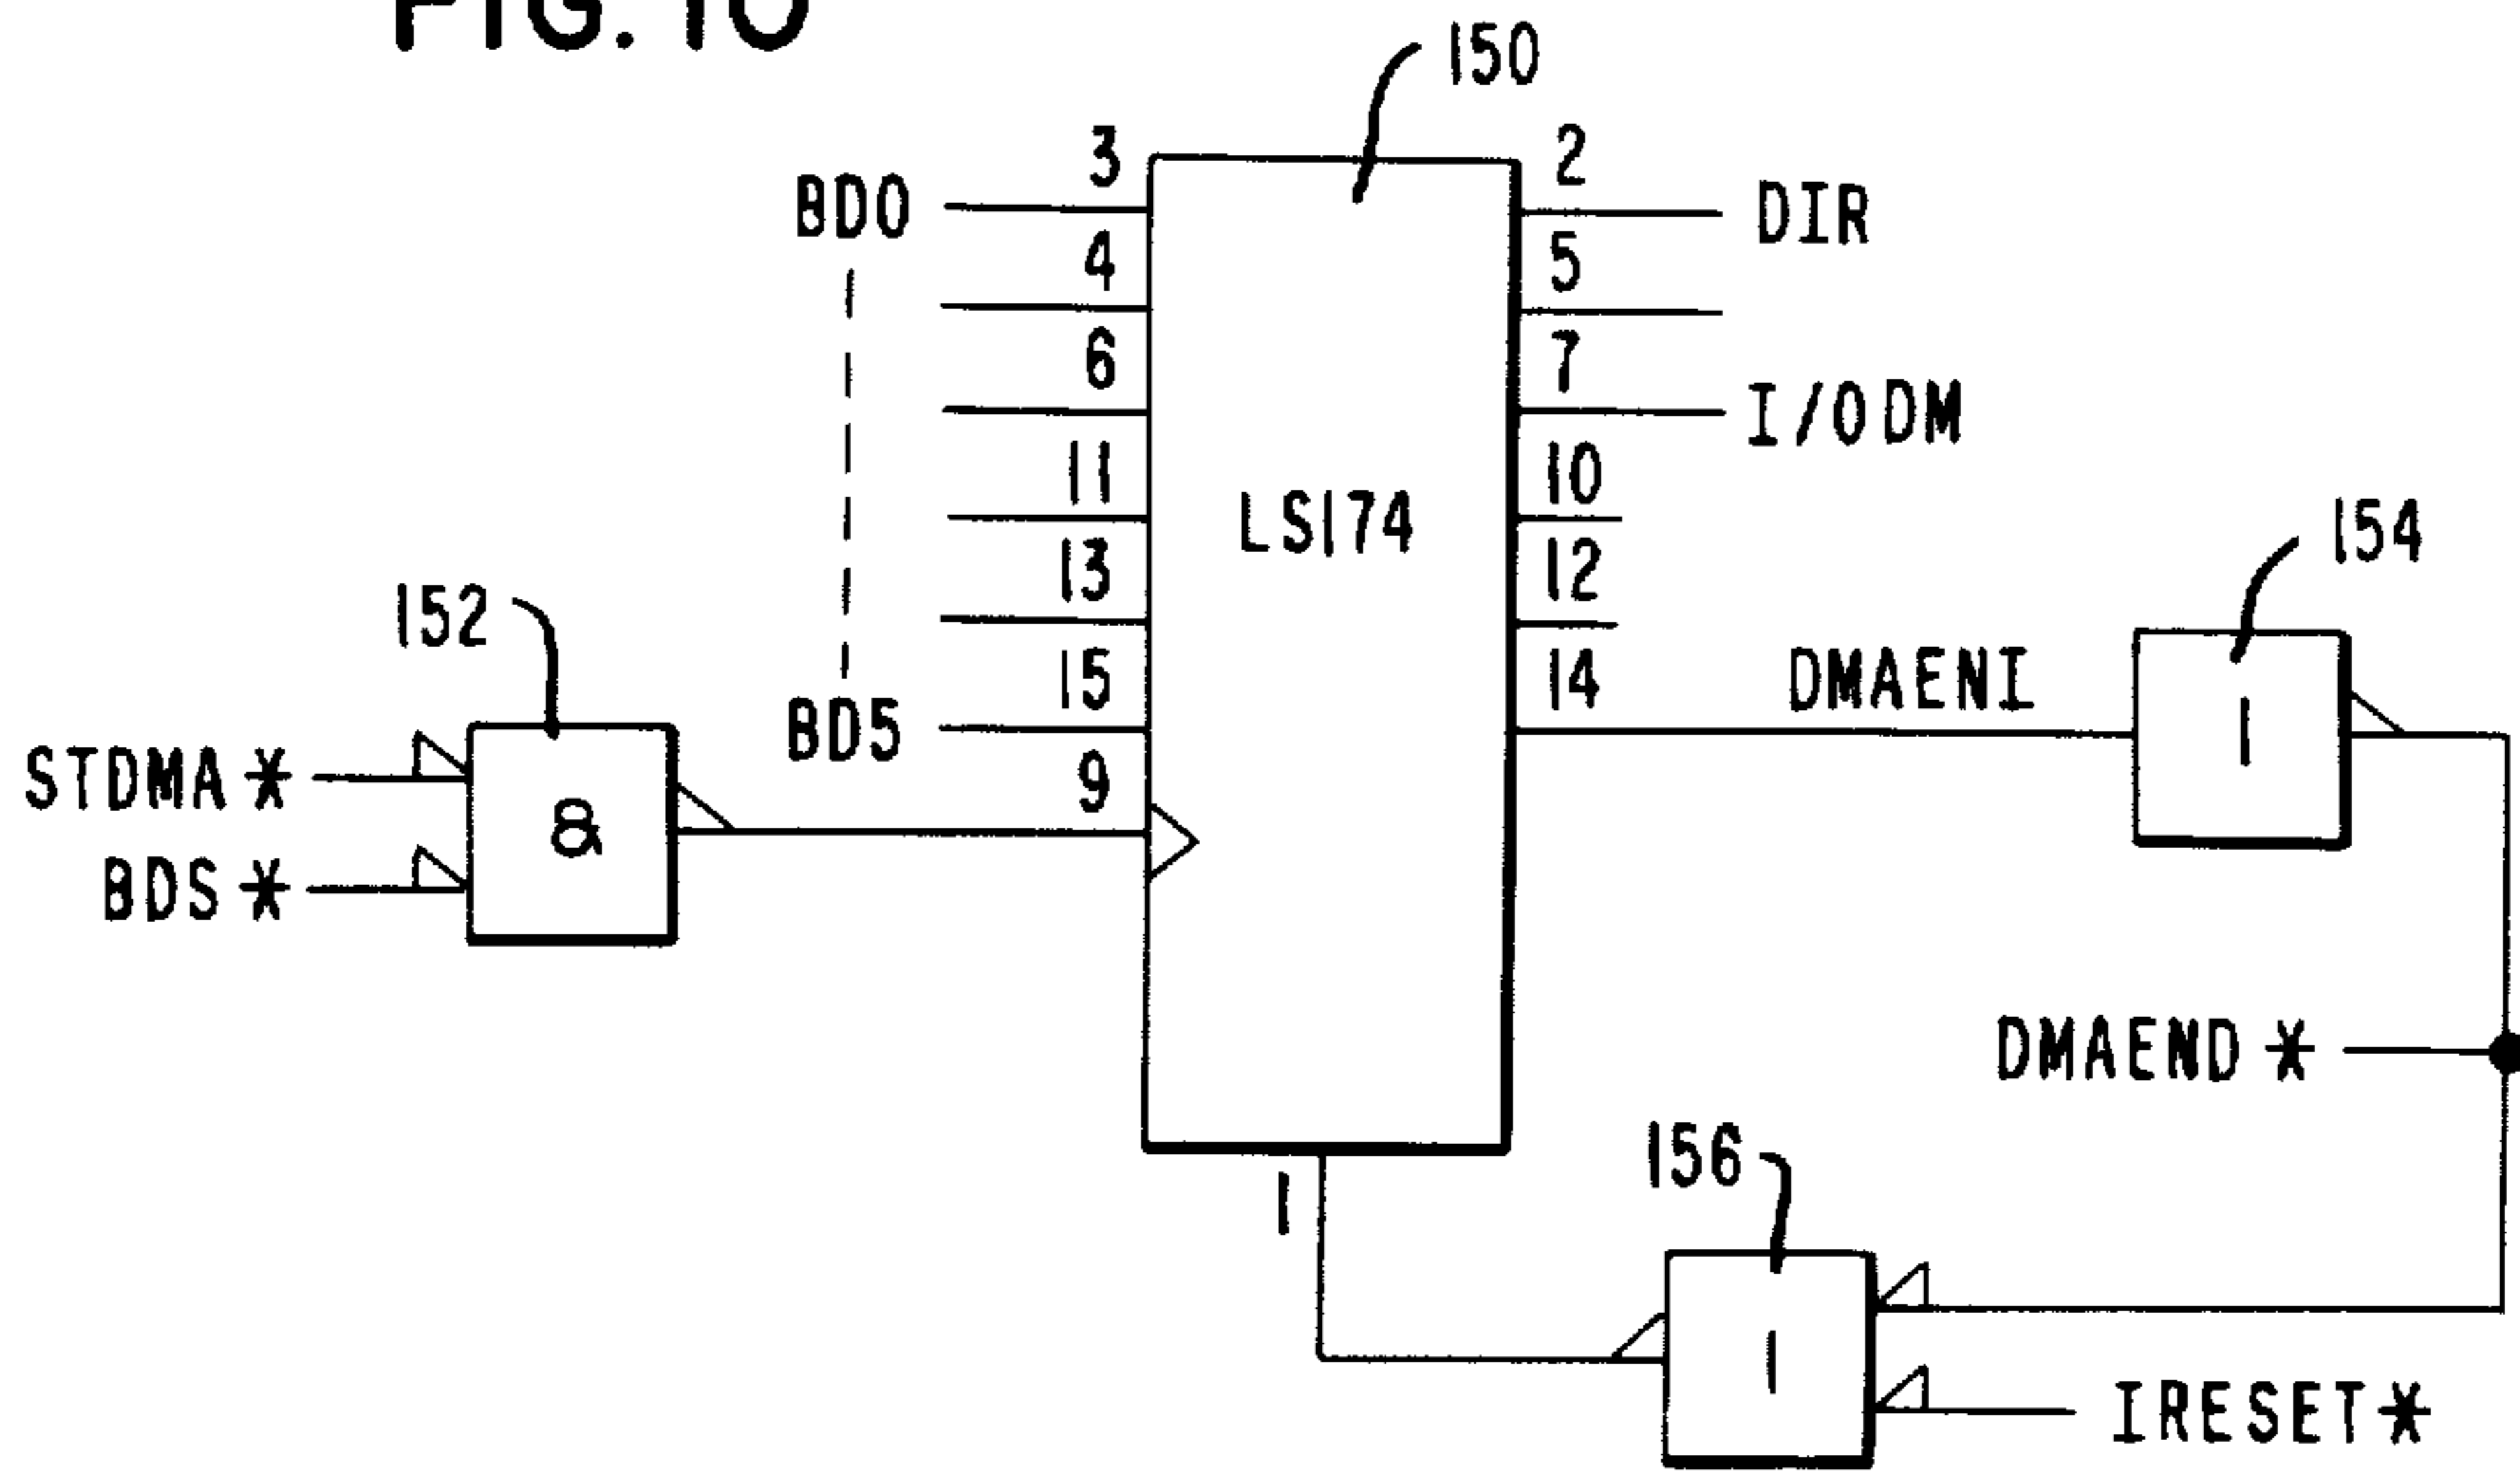 FIG. 10
150
3
2
BD0
DIR
4
5
6
7
I/O DM
11
10
LS174
154
13
12
152
15
14
DMAENI
1
BD5
STDMA *
9
&
BDS *
DMAEND *
156
1
1
IRESET *